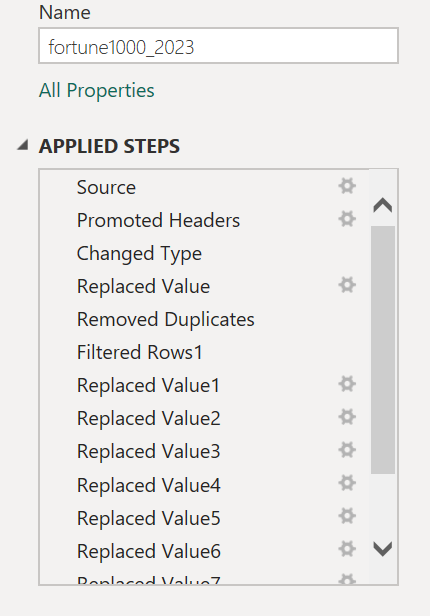 Name
fortune1000_2023
All Properties
APPLIED STEPS
Source
Promoted Headers
Changed Type
Replaced Value
Removed Duplicates
Filtered Rows1
Replaced Value1
Replaced Value2
Replaced Value3
Replaced Value4
Replaced Value5
Replaced Value6
Replaced Value7